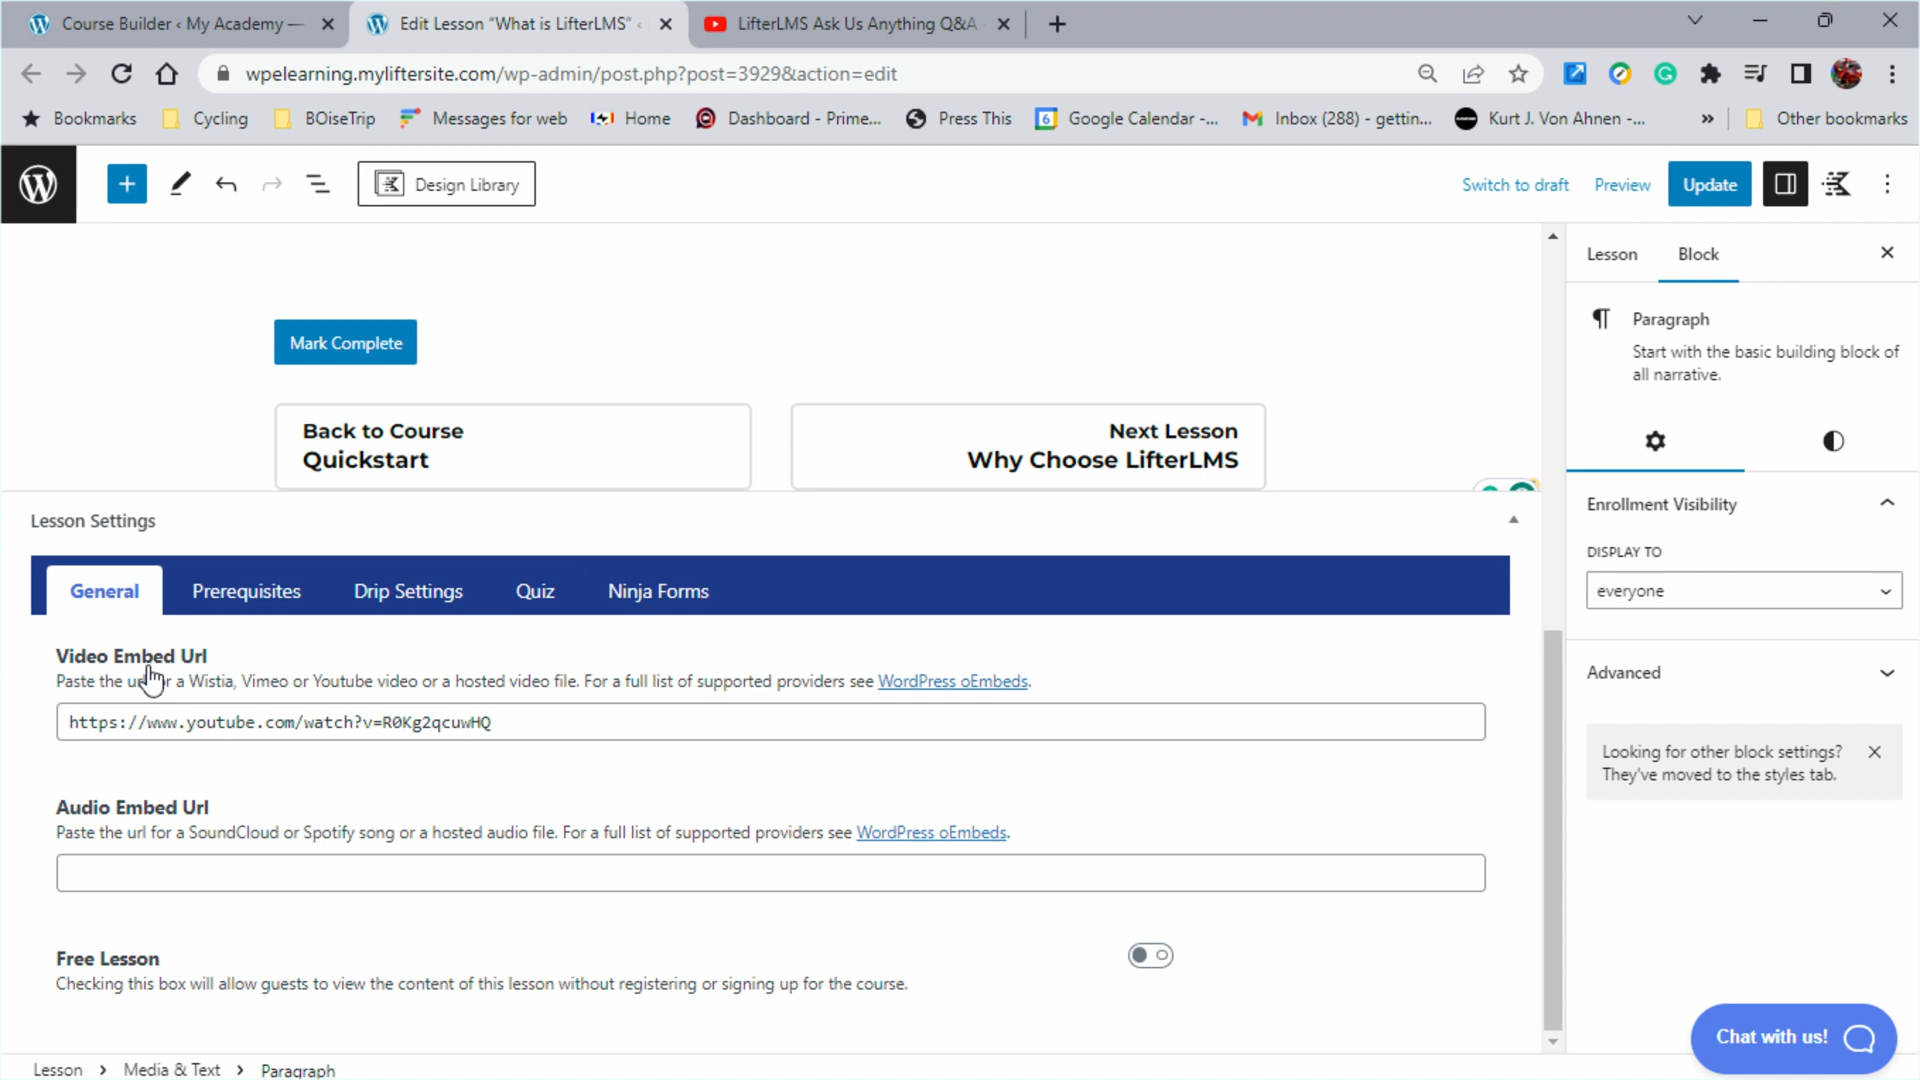 Course Builder ‹ My Academy —
Edit Lesson “What is LifterLMS” ‹
LifterLMS Ask Us Anything Q&A
wpelearning.myliftersite.com/wp-admin/post.php?post=3929&action=edit
Bookmarks
Cycling
BOiseTrip
Messages for web
Home
Dashboard - Prime...
Press This
6
Google Calendar -...
Inbox (288) - gettin...
Kurt J. Von Ahnen -...
»
Other bookmarks
Design Library
Switch to draft
Preview
Update
Mark Complete
Back to Course
Quickstart
Next Lesson
Why Choose LifterLMS
Lesson Settings
General
Prerequisites
Drip Settings
Quiz
Ninja Forms
Video Embed Url
Paste the for a Wistia, Vimeo or Youtube video or a hosted video file. For a full list of supported providers see WordPress oEmbeds.
https://www.youtube.com/watch?v=R0Kg2qcuwHQ
Audio Embed Url
Paste the url for a SoundCloud or Spotify song or a hosted audio file. For a full list of supported providers see WordPress oEmbeds.
Free Lesson
Checking this box will allow guests to view the content of this lesson without registering or signing up for the course.
Lesson › Media & Text › Paragraph
Lesson
Block
Paragraph
Start with the basic building block of
all narrative.
Enrollment Visibility
DISPLAY TO
everyone
Advanced
Looking for other block settings?
They've moved to the styles tab.
Chat with us!